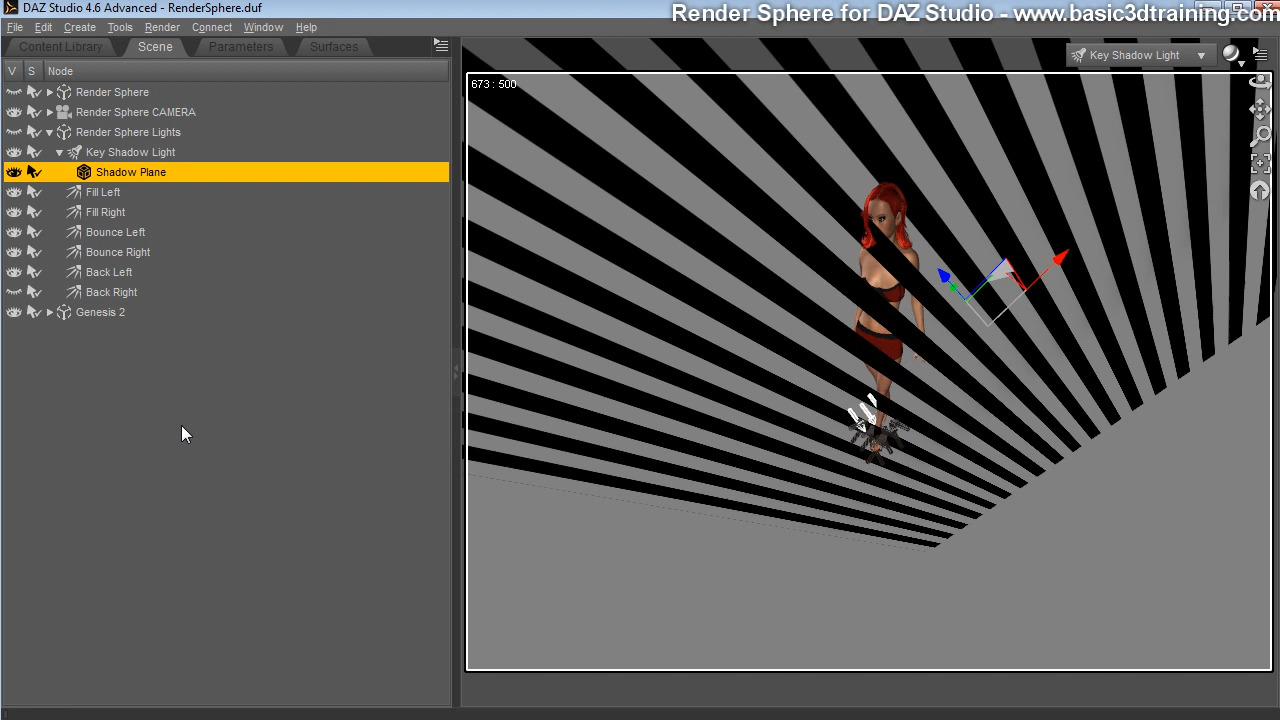 DAZ Studio 4.6 Advanced - RenderSphere.duf
Render Sphere for DAZ Studio - www.basic3dtraining.com
File Edit Create Tools Render Connect Window Help
Content Library Scene Parameters Surfaces
Key Shadow Light
V S Node
673 : 500
Render Sphere
Render Sphere CAMERA
Render Sphere Lights
Key Shadow Light
Shadow Plane
Fill Left
Fill Right
Bounce Left
Bounce Right
Back Left
Back Right
Genesis 2